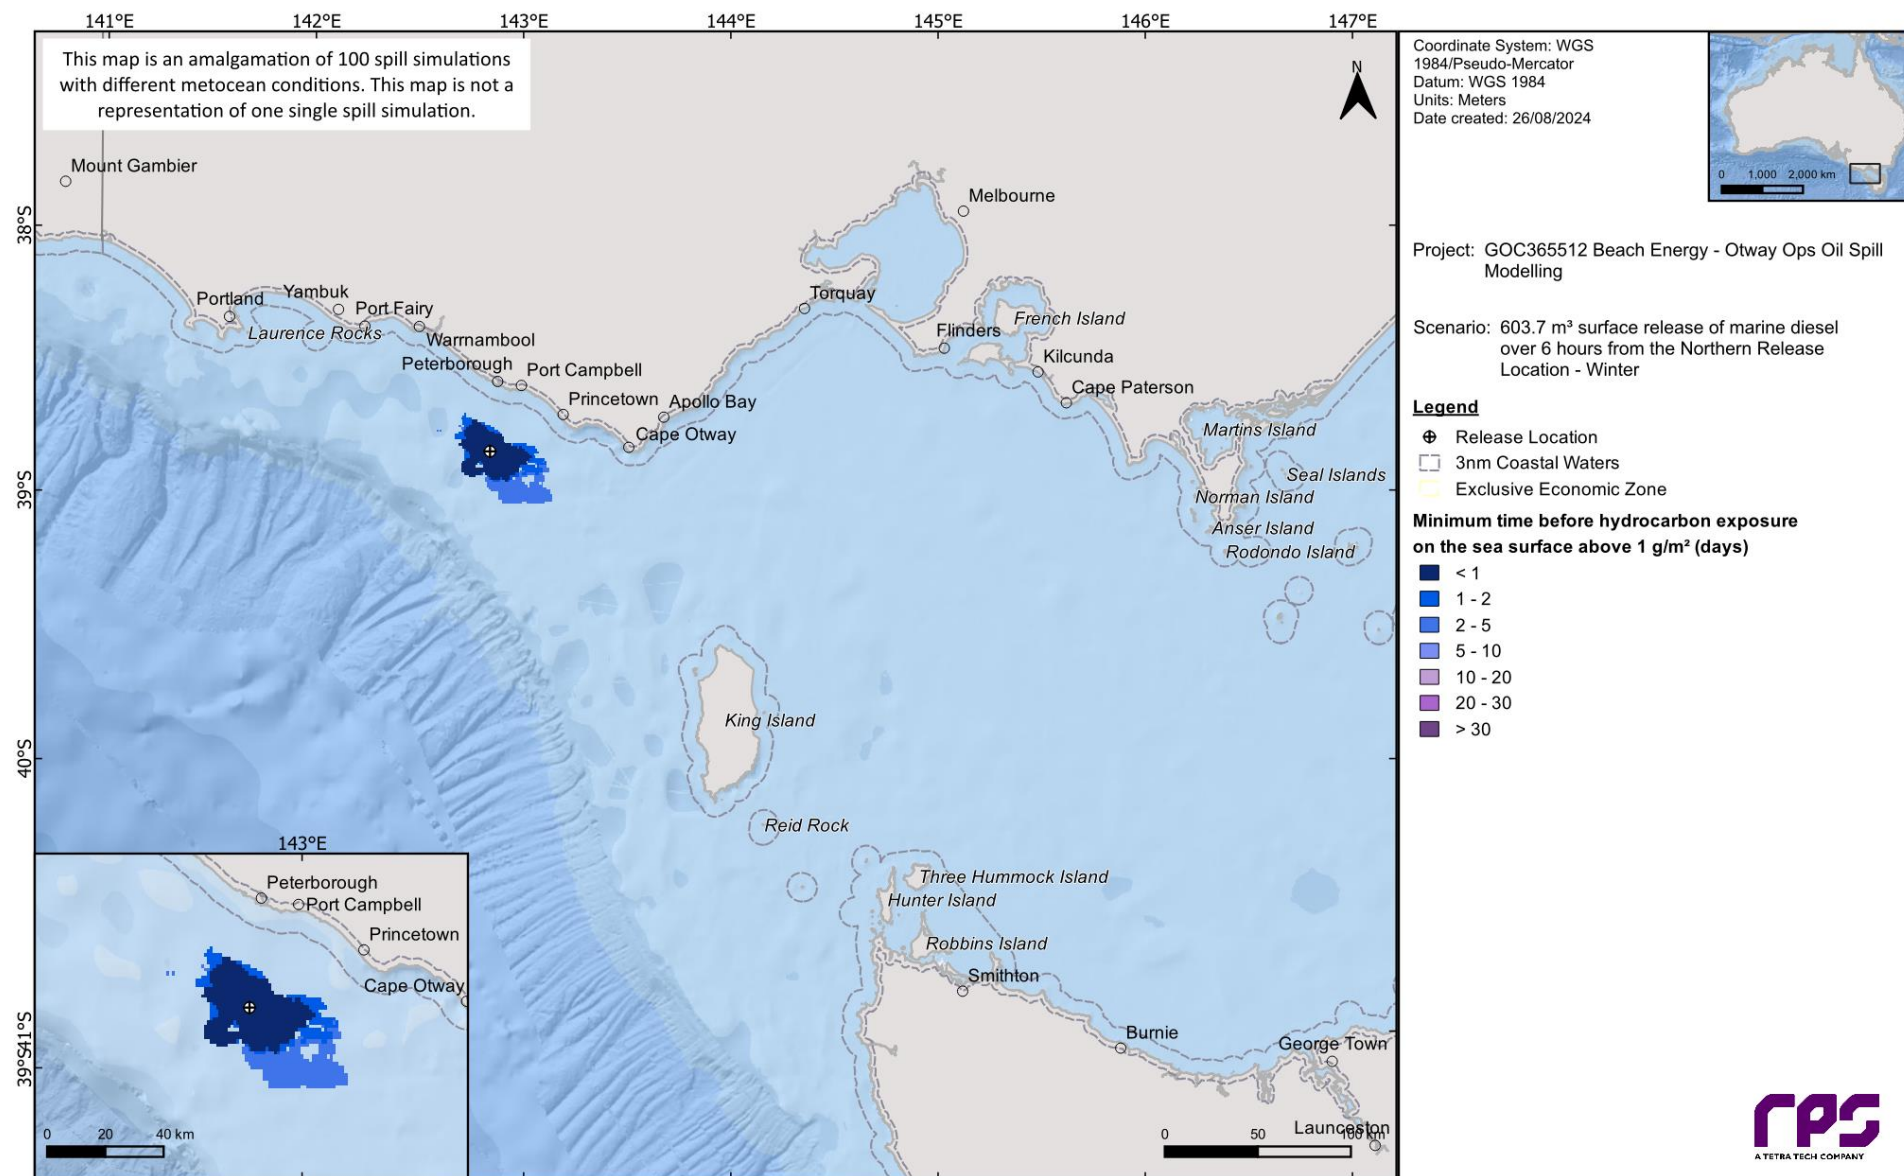 141°E 142°E 143°E 144°E 145°E 146°E 147°E
This map is an amalgamation of 100 spill simulations
with different metocean conditions. This map is not a
representation of one single spill simulation.
N
38°S
39°S
40°S
41°S
Mount Gambier
Melbourne
Portland
Yambuk
Port Fairy
Laurence Rocks
Warrnambool
Peterborough
Port Campbell
Princetown
Apollo Bay
Cape Otway
Torquay
Flinders
French Island
Kilcunda
Cape Paterson
Martins Island
Seal Islands
Norman Island
Anser Island
Rodondo Island
King Island
Reid Rock
Three Hummock Island
Hunter Island
Robbins Island
Smithton
Burnie
George Town
Launceston
0 50 100 km
143°E
Peterborough
Port Campbell
Princetown
Cape Otway
39°S
0 20 40 km
Coordinate System: WGS
1984/Pseudo-Mercator
Datum: WGS 1984
Units: Meters
Date created: 26/08/2024
0 1,000 2,000 km
Project: GOC365512 Beach Energy - Otway Ops Oil Spill
Modelling
Scenario: 603.7 m³ surface release of marine diesel
over 6 hours from the Northern Release
Location - Winter
Legend
Release Location
3nm Coastal Waters
Exclusive Economic Zone
Minimum time before hydrocarbon exposure
on the sea surface above 1 g/m² (days)
< 1
1 - 2
2 - 5
5 - 10
10 - 20
20 - 30
> 30
rps
A TETRA TECH COMPANY